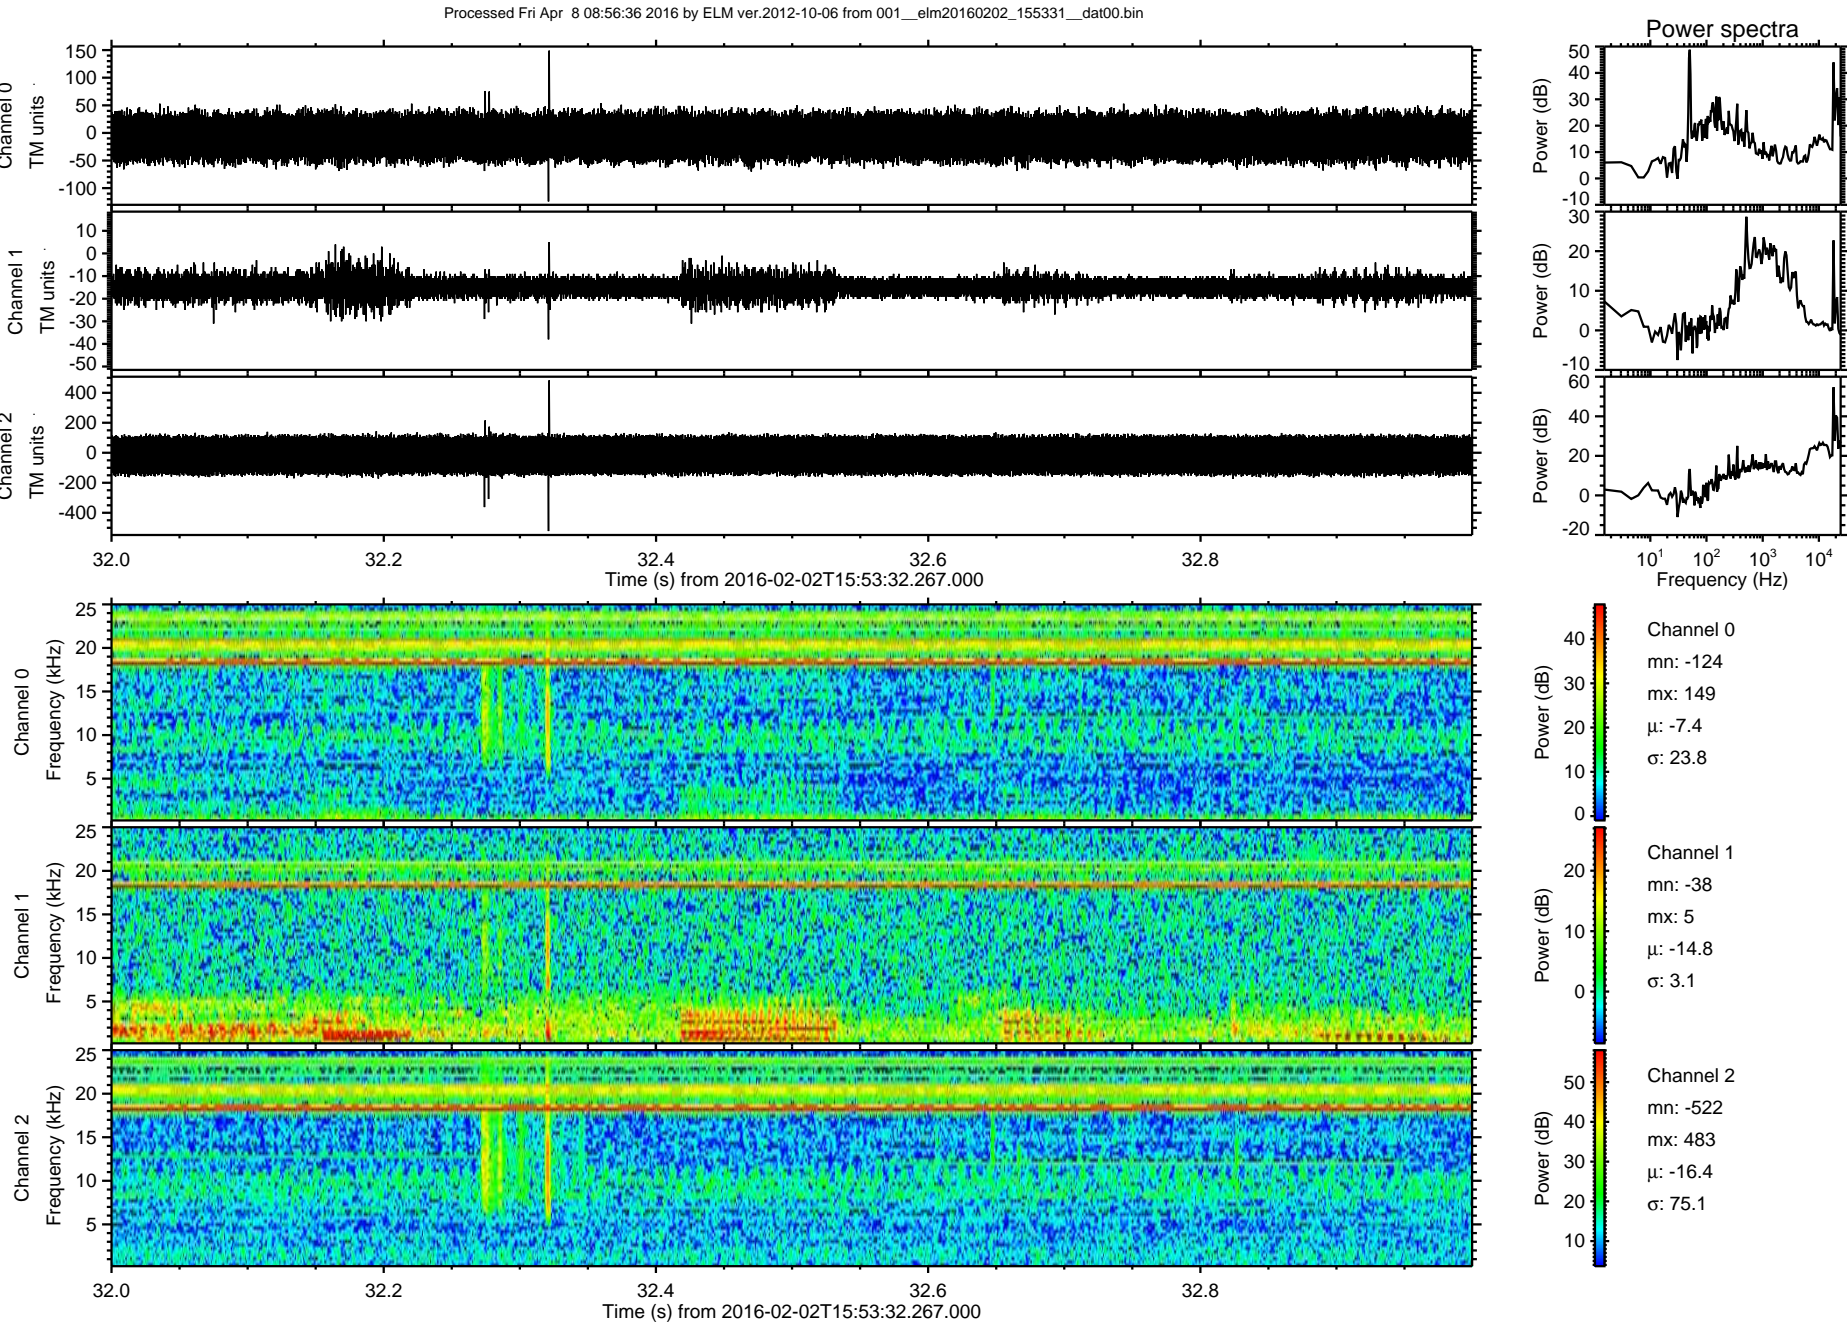 Processed Fri Apr  8 08:56:36 2016 by ELM ver.2012-10-06 from 001__elm20160202_155331__dat00.bin
Power spectra
Channel 0
TM units
150
100
50
0
-50
-100
Power (dB)
50
40
30
20
10
0
-10
Channel 1
TM units
10
0
-10
-20
-30
-40
-50
Power (dB)
30
20
10
0
-10
Channel 2
TM units
400
200
0
-200
-400
Power (dB)
60
40
20
0
-20
32.0 32.2 32.4 32.6 32.8
Time (s) from 2016-02-02T15:53:32.267.000
10¹ 10² 10³ 10⁴
Frequency (Hz)
Channel 0
Frequency (kHz)
25
20
15
10
5
Power (dB)
40
30
20
10
0
Channel 0
mn: -124
mx: 149
μ: -7.4
σ: 23.8
Channel 1
Frequency (kHz)
25
20
15
10
5
Power (dB)
20
10
0
Channel 1
mn: -38
mx: 5
μ: -14.8
σ: 3.1
Channel 2
Frequency (kHz)
25
20
15
10
5
Power (dB)
50
40
30
20
10
Channel 2
mn: -522
mx: 483
μ: -16.4
σ: 75.1
32.0 32.2 32.4 32.6 32.8
Time (s) from 2016-02-02T15:53:32.267.000